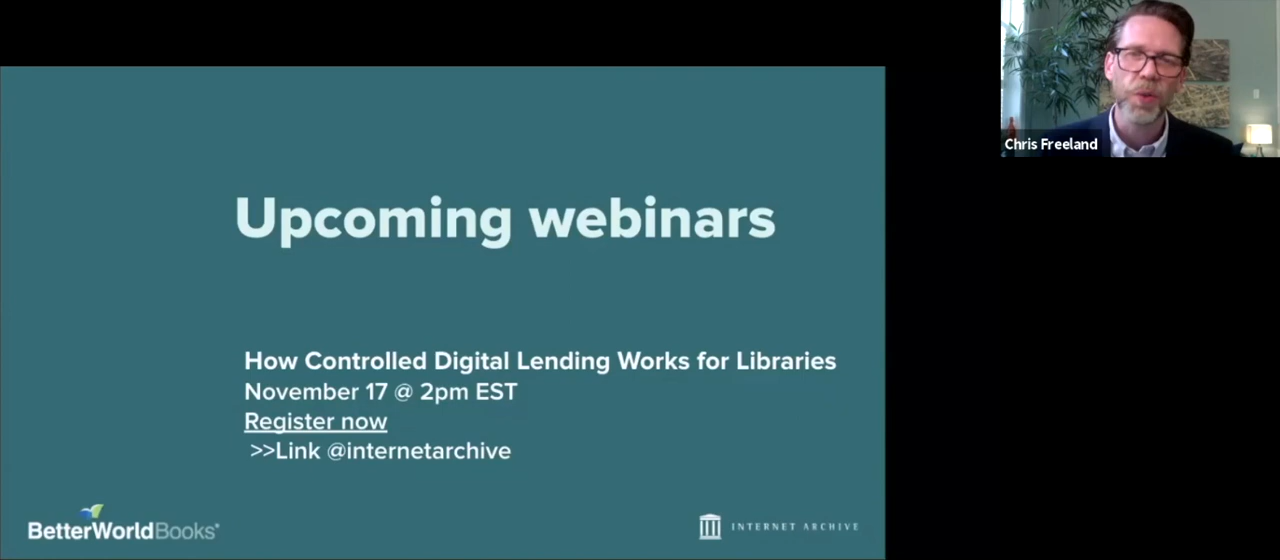 Upcoming webinars
How Controlled Digital Lending Works for Libraries
November 17 @ 2pm EST
Register now
>>Link @internetarchive
BetterWorldBooks
INTERNET ARCHIVE
Chris Freeland